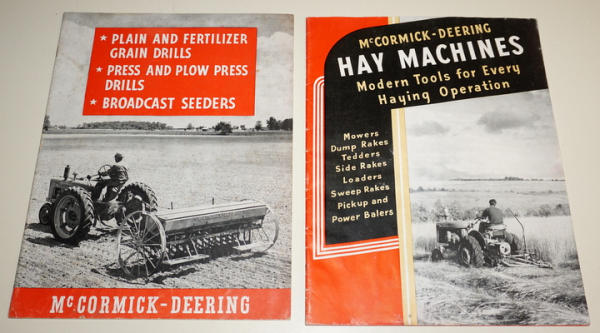 ★ PLAIN AND FERTILIZER
GRAIN DRILLS
★ PRESS AND PLOW PRESS
DRILLS
★ BROADCAST SEEDERS
McCORMICK-DEERING
McCORMICK-DEERING
HAY MACHINES
Modern Tools for Every
Haying Operation
Mowers
Dump Rakes
Tedders
Side Rakes
Loaders
Sweep Rakes
Pickup and
Power Balers